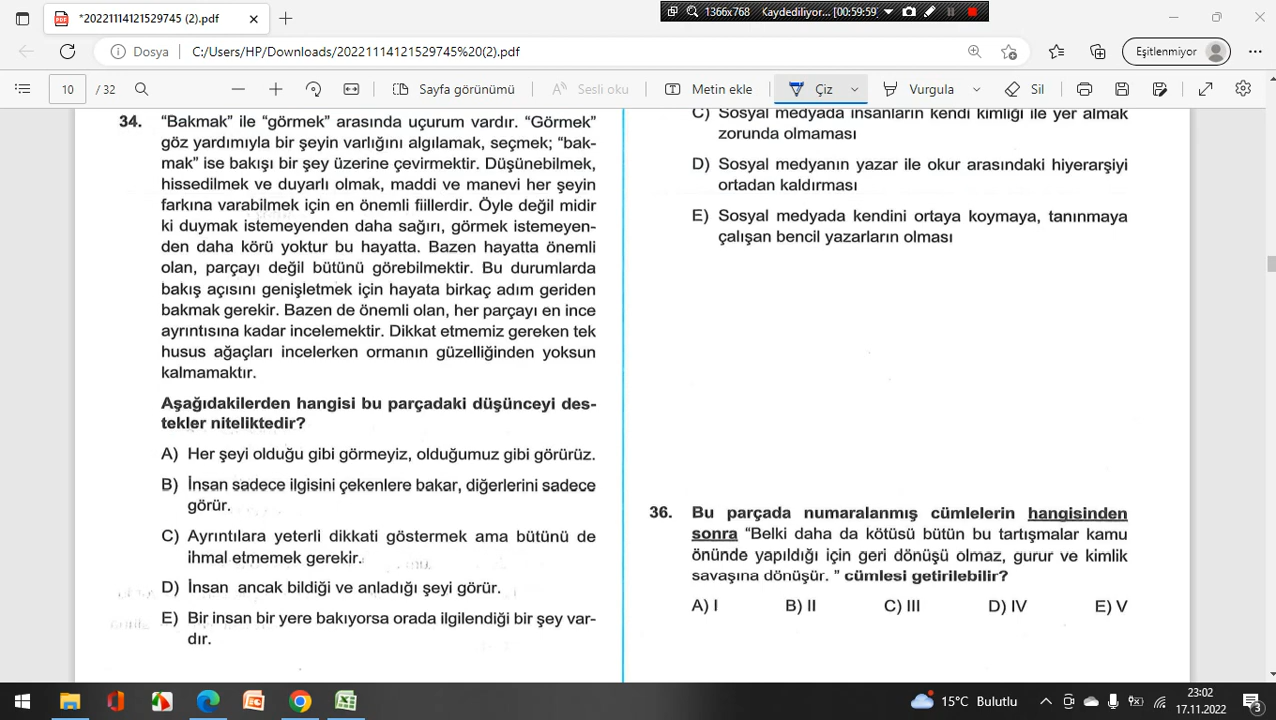 *20221114121529745 (2).pdf
1366x768 Kaydediliyor... [00:59:59]
Dosya C:/Users/HP/Downloads/20221114121529745%20(2).pdf
Eşitlenmiyor
10 / 32
Sayfa görünümü
Sesli oku
Metin ekle
Çiz
Vurgula
Sil
34. "Bakmak" ile "görmek" arasında uçurum vardır. "Görmek"
göz yardımıyla bir şeyin varlığını algılamak, seçmek; "bak-
mak" ise bakışı bir şey üzerine çevirmektir. Düşünebilmek,
hissedilmek ve duyarlı olmak, maddi ve manevi her şeyin
farkına varabilmek için en önemli fiillerdir. Öyle değil midir
ki duymak istemeyenden daha sağırı, görmek istemeyen-
den daha körü yoktur bu hayatta. Bazen hayatta önemli
olan, parçayı değil bütünü görebilmektir. Bu durumlarda
bakış açısını genişletmek için hayata birkaç adım geriden
bakmak gerekir. Bazen de önemli olan, her parçayı en ince
ayrıntısına kadar incelemektir. Dikkat etmemiz gereken tek
husus ağaçları incelerken ormanın güzelliğinden yoksun
kalmamaktır.
Aşağıdakilerden hangisi bu parçadaki düşünceyi des-
tekler niteliktedir?
A) Her şeyi olduğu gibi görmeyiz, olduğumuz gibi görürüz.
B) İnsan sadece ilgisini çekenlere bakar, diğerlerini sadece
görür.
C) Ayrıntılara yeterli dikkati göstermek ama bütünü de
ihmal etmemek gerekir.
D) İnsan ancak bildiği ve anladığı şeyi görür.
E) Bir insan bir yere bakıyorsa orada ilgilendiği bir şey var-
dır.
C) Sosyal medyada insanların kendi kimliği ile yer almak
zorunda olmaması
D) Sosyal medyanın yazar ile okur arasındaki hiyerarşiyi
ortadan kaldırması
E) Sosyal medyada kendini ortaya koymaya, tanınmaya
çalışan bencil yazarların olması
36. Bu parçada numaralanmış cümlelerin hangisinden
sonra "Belki daha da kötüsü bütün bu tartışmalar kamu
önünde yapıldığı için geri dönüşü olmaz, gurur ve kimlik
savaşına dönüşür. " cümlesi getirilebilir?
A) I B) II C) III D) IV E) V
15°C Bulutlu
23:02
17.11.2022
3